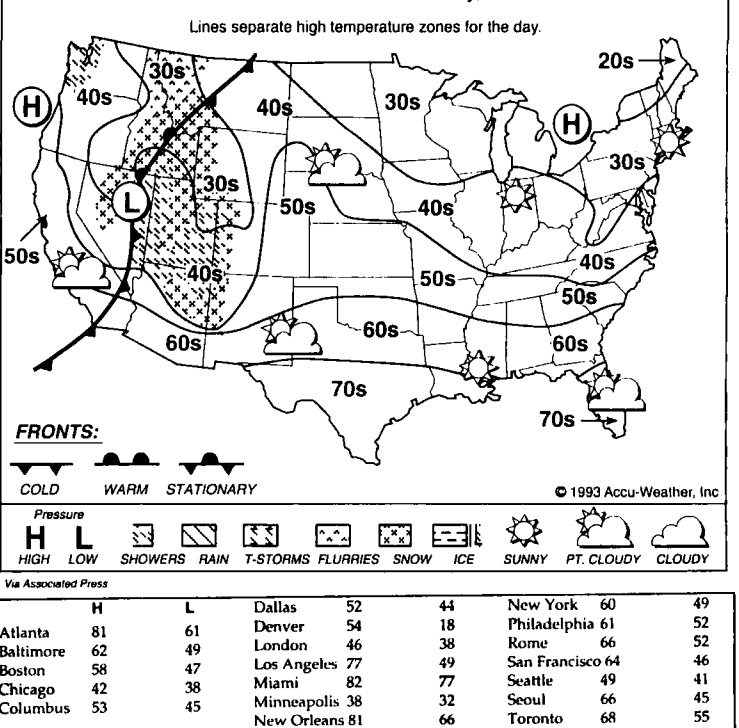 Lines separate high temperature zones for the day.
20s
30s
H
40s
40s
30s
H
30s
30s
L
50s
40s
50s
40s
40s
50s
50s
60s
60s
60s
70s
70s
FRONTS:
COLD WARM STATIONARY
© 1993 Accu-Weather, Inc
Pressure
H L
HIGH LOW SHOWERS RAIN T-STORMS FLURRIES SNOW ICE SUNNY PT. CLOUDY CLOUDY
Via Associated Press
H L
Atlanta 81 61
Baltimore 62 49
Boston 58 47
Chicago 42 38
Columbus 53 45
Dallas 52 44
Denver 54 18
London 46 38
Los Angeles 77 49
Miami 82 77
Minneapolis 38 32
New Orleans 81 66
New York 60 49
Philadelphia 61 52
Rome 66 52
San Francisco 64 46
Seattle 49 41
Seoul 66 45
Toronto 68 55